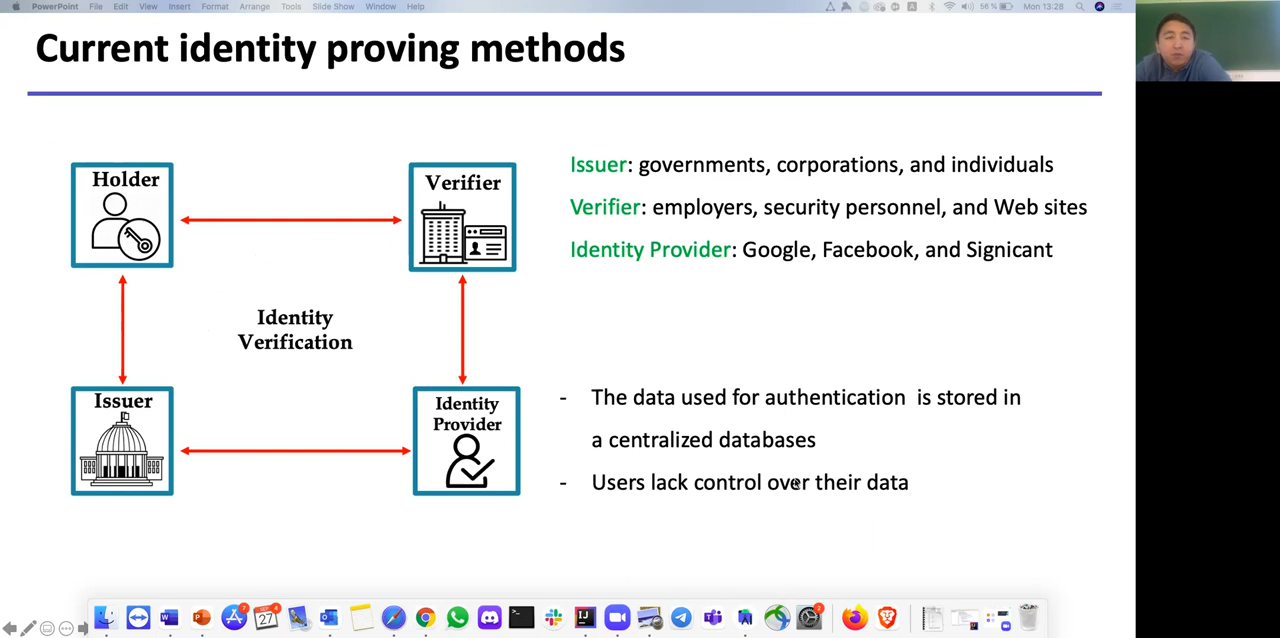 PowerPoint File Edit View Insert Format Arrange Tools Slide Show Window Help 56% Mon 13:28
Current identity proving methods
Holder
Verifier
Issuer: governments, corporations, and individuals
Verifier: employers, security personnel, and Web sites
Identity Provider: Google, Facebook, and Signicant
Identity
Verification
Issuer
Identity
Provider
- The data used for authentication is stored in
a centralized databases
- Users lack control over their data
27